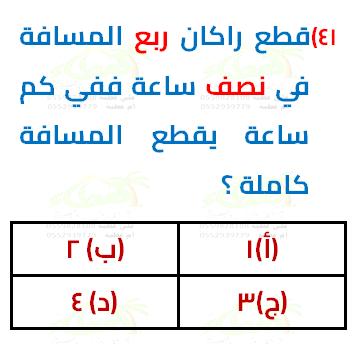 ٤١)قطع راكان ربع المسافة
في نصف ساعة ففي كم
ساعة يقطع المسافة
كاملة ؟
(أ)١
(ب) ٢
(ج)٣
(د) ٤